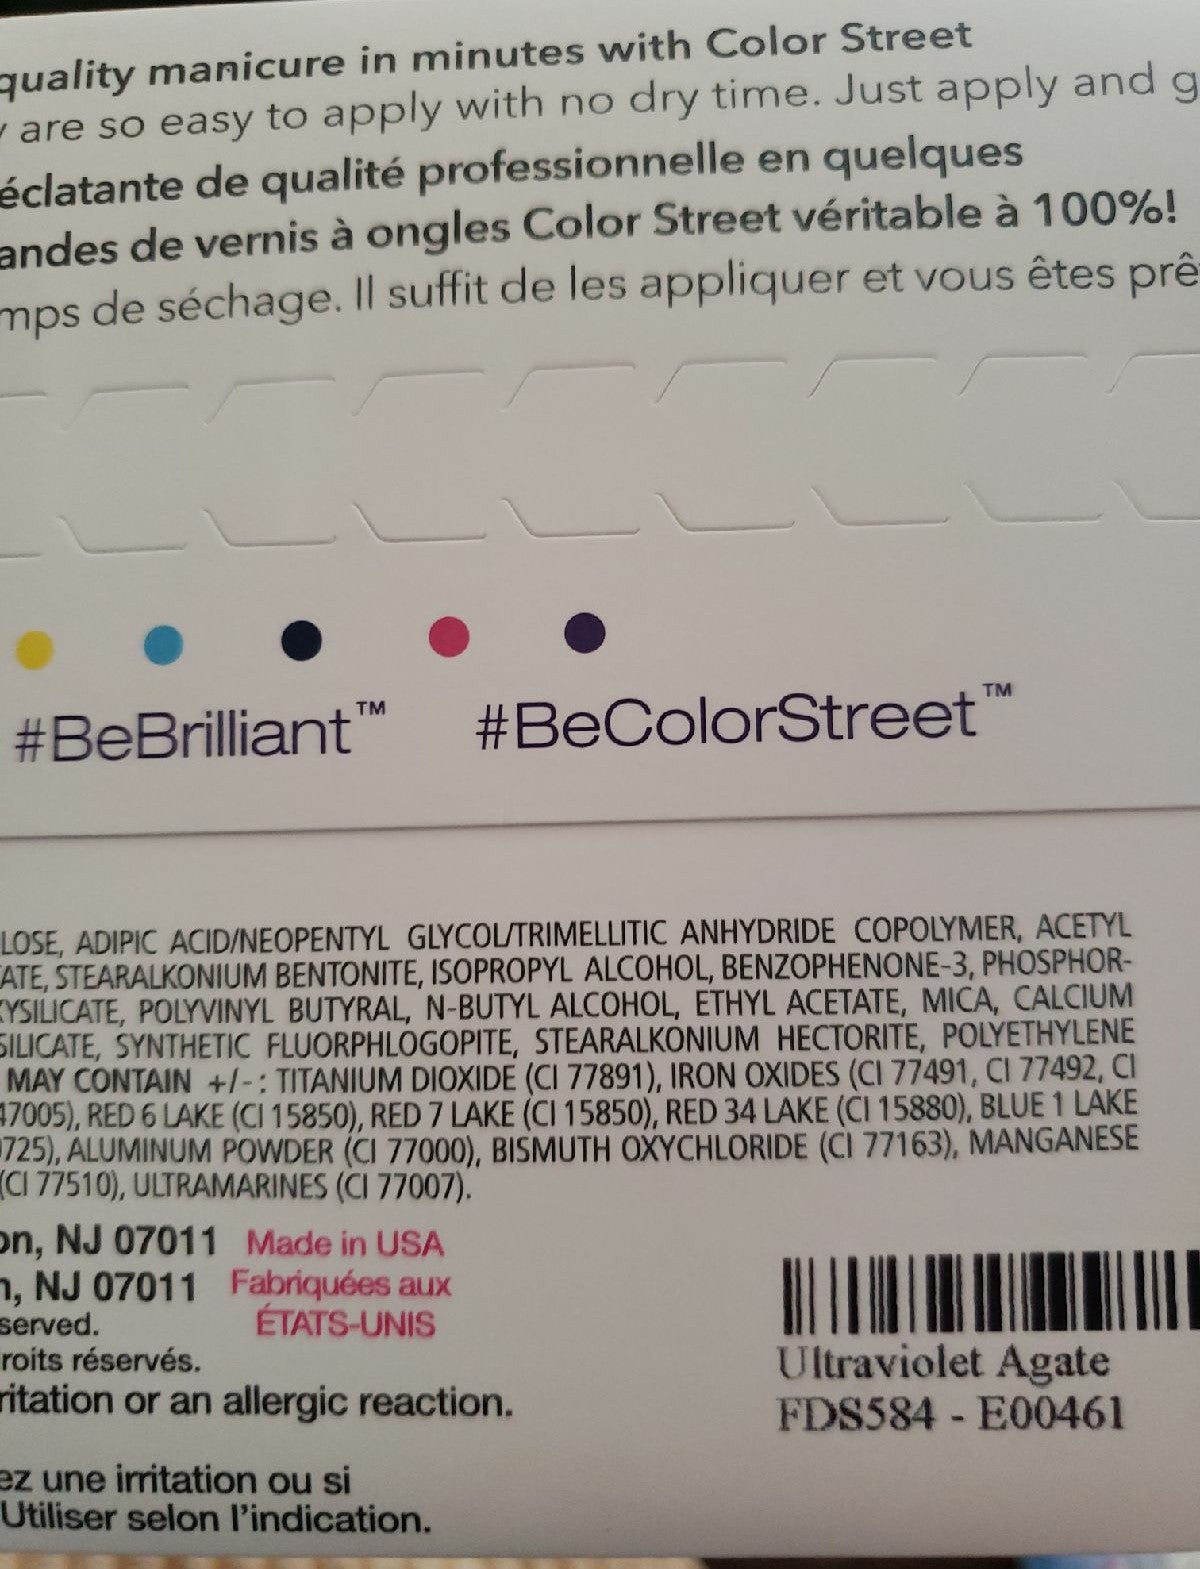 quality manicure in minutes with Color Street
are so easy to apply with no dry time. Just apply and g
éclatante de qualité professionnelle en quelques
andes de vernis à ongles Color Street véritable à 100%!
mps de séchage. Il suffit de les appliquer et vous êtes prê
#BeBrilliant™ #BeColorStreet™
LOSE, ADIPIC ACID/NEOPENTYL GLYCOL/TRIMELLITIC ANHYDRIDE COPOLYMER, ACETYL
ATE, STEARALKONIUM BENTONITE, ISOPROPYL ALCOHOL, BENZOPHENONE-3, PHOSPHOR-
YSILICATE, POLYVINYL BUTYRAL, N-BUTYL ALCOHOL, ETHYL ACETATE, MICA, CALCIUM
SILICATE, SYNTHETIC FLUORPHLOGOPITE, STEARALKONIUM HECTORITE, POLYETHYLENE
MAY CONTAIN +/-: TITANIUM DIOXIDE (CI 77891), IRON OXIDES (CI 77491, CI 77492, CI
47005), RED 6 LAKE (CI 15850), RED 7 LAKE (CI 15850), RED 34 LAKE (CI 15880), BLUE 1 LAKE
725), ALUMINUM POWDER (CI 77000), BISMUTH OXYCHLORIDE (CI 77163), MANGANESE
(CI 77510), ULTRAMARINES (CI 77007).
on, NJ 07011 Made in USA
n, NJ 07011 Fabriquées aux
served. ÉTATS-UNIS
roits réservés.
ritation or an allergic reaction.
ez une irritation ou si
Utiliser selon l'indication.
Ultraviolet Agate
FDS584 - E00461